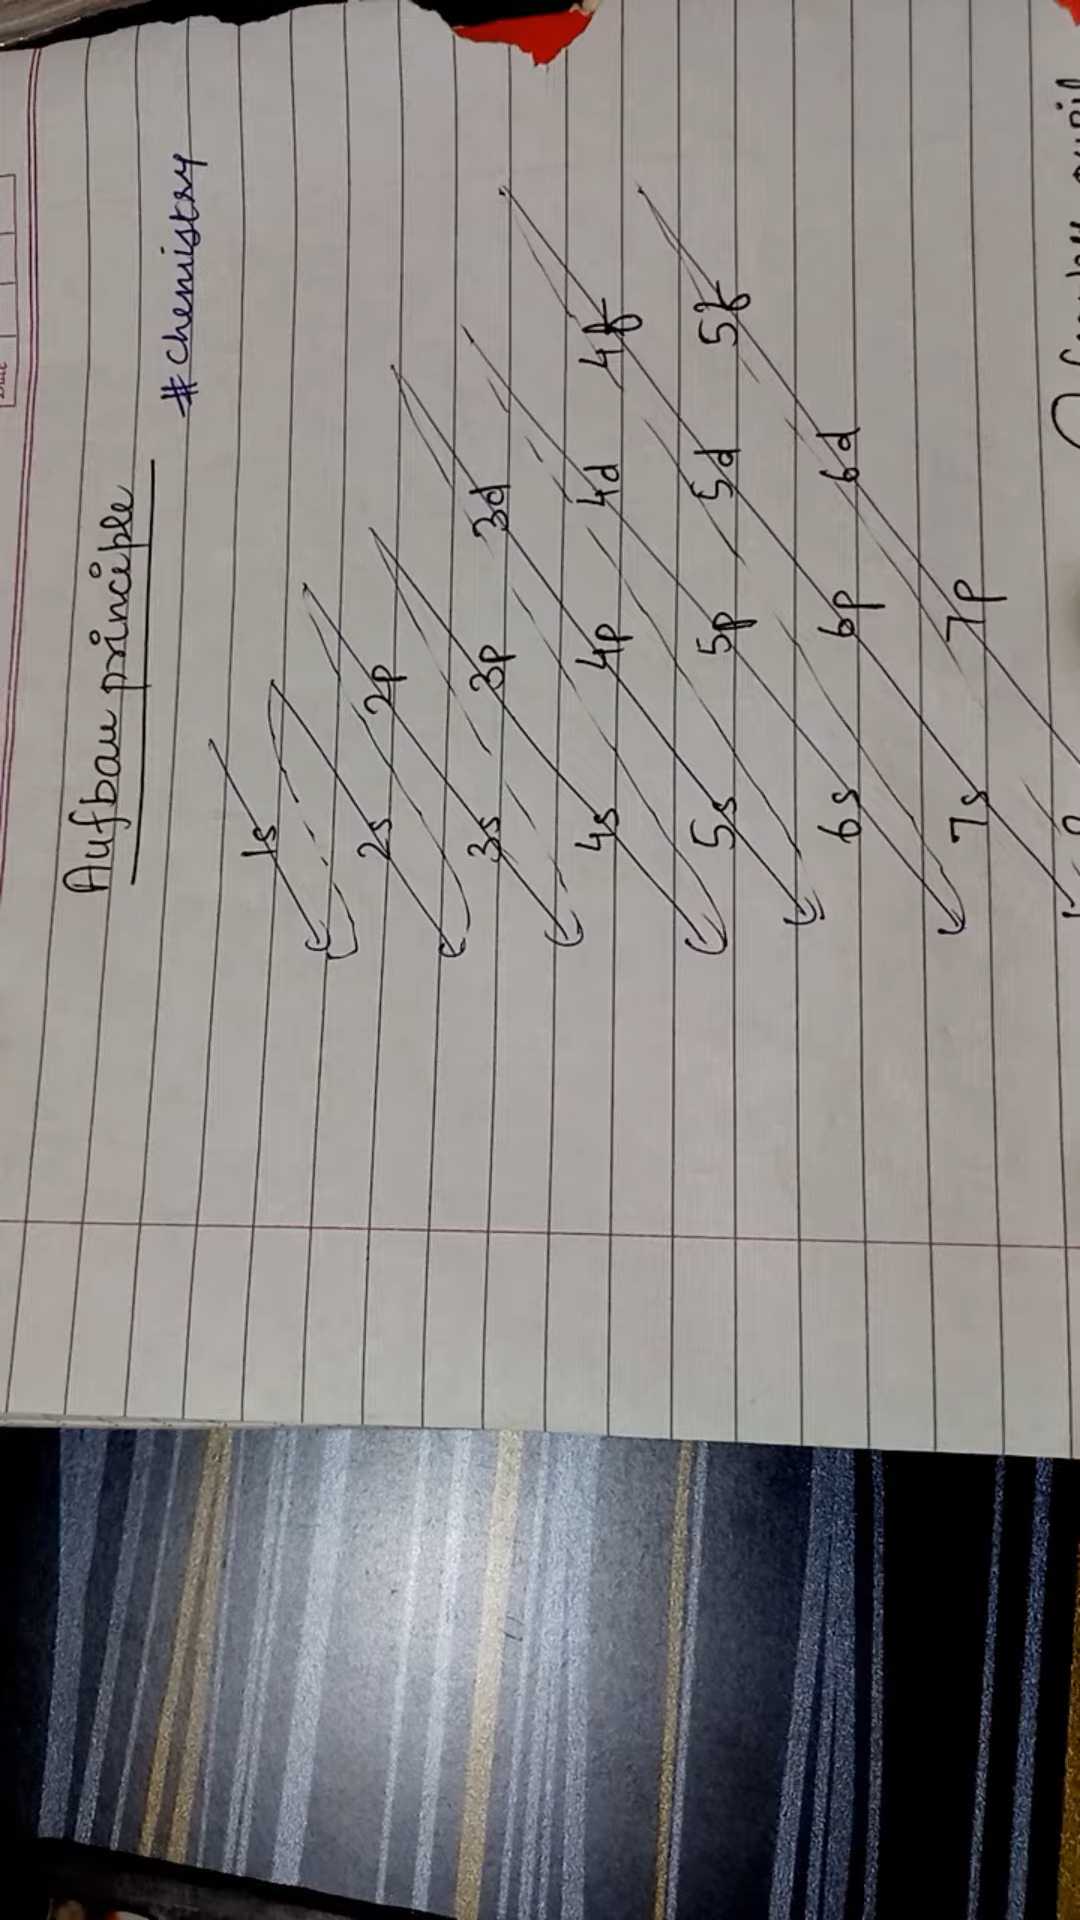 Date
Aufbau principle
# chemistry
1s
2s 2p
3s 3p 3d
4s 4p 4d 4f
5s 5p 5d 5f
6s 6p 6d
7s 7p